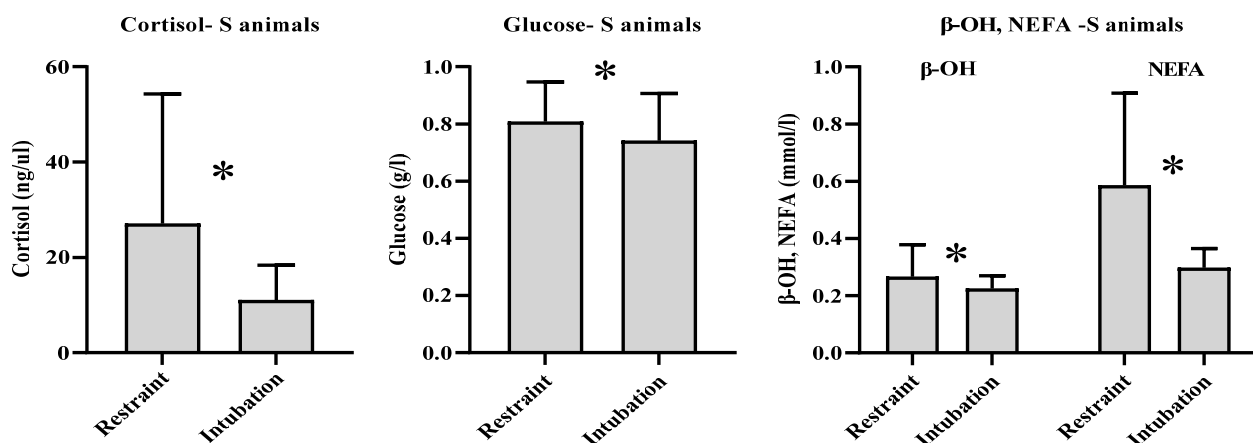 Cortisol- S animals
Cortisol (ng/ul)
60
40
20
0
*
Restraint
Intubation
Glucose- S animals
Glucose (g/l)
1.0
0.8
0.6
0.4
0.2
0.0
*
Restraint
Intubation
β-OH, NEFA -S animals
β-OH, NEFA (mmol/l)
1.0
0.8
0.6
0.4
0.2
0.0
β-OH
NEFA
*
*
Restraint
Intubation
Restraint
Intubation